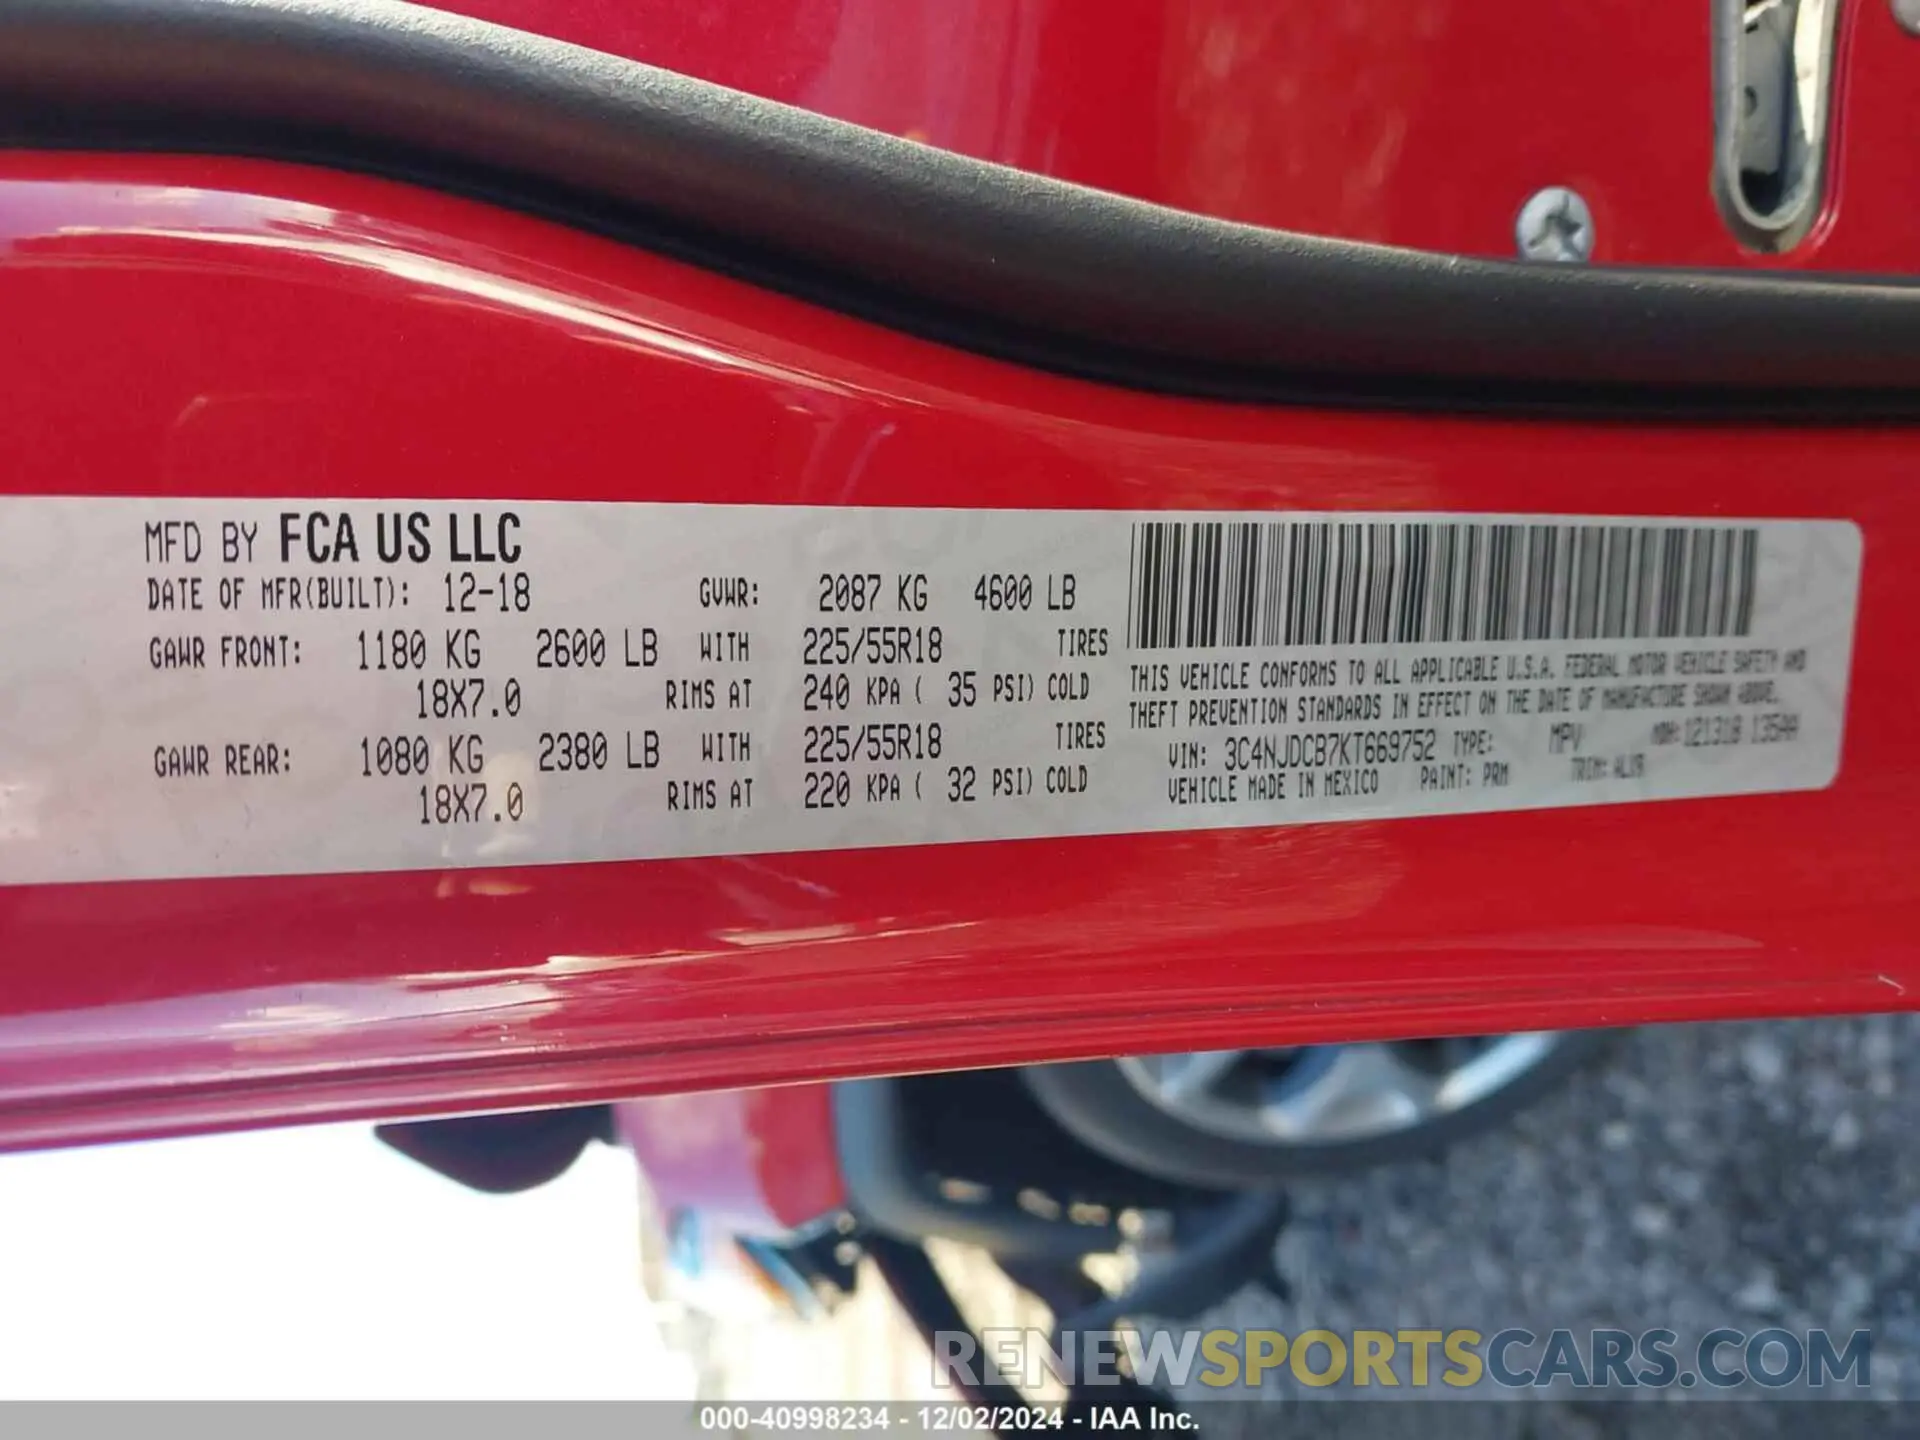 MFD BY FCA US LLC
DATE OF MFR(BUILT): 12-18 GVWR: 2087 KG 4600 LB
GAWR FRONT: 1180 KG 2600 LB WITH 225/55R18 TIRES
18X7.0 RIMS AT 240 KPA ( 35 PSI) COLD
GAWR REAR: 1080 KG 2380 LB WITH 225/55R18 TIRES
18X7.0 RIMS AT 220 KPA ( 32 PSI) COLD
THIS VEHICLE CONFORMS TO ALL APPLICABLE U.S.A. FEDERAL MOTOR VEHICLE SAFETY AND
THEFT PREVENTION STANDARDS IN EFFECT ON THE DATE OF MANUFACTURE SHOWN ABOVE.
VIN: 3C4NJDCB7KT669752 TYPE: MPV MDH: 121318 135AA
VEHICLE MADE IN MEXICO PAINT: PRM TRIM:
RENEWSPORTSCARS.COM
000-40998234 - 12/02/2024 - IAA Inc.